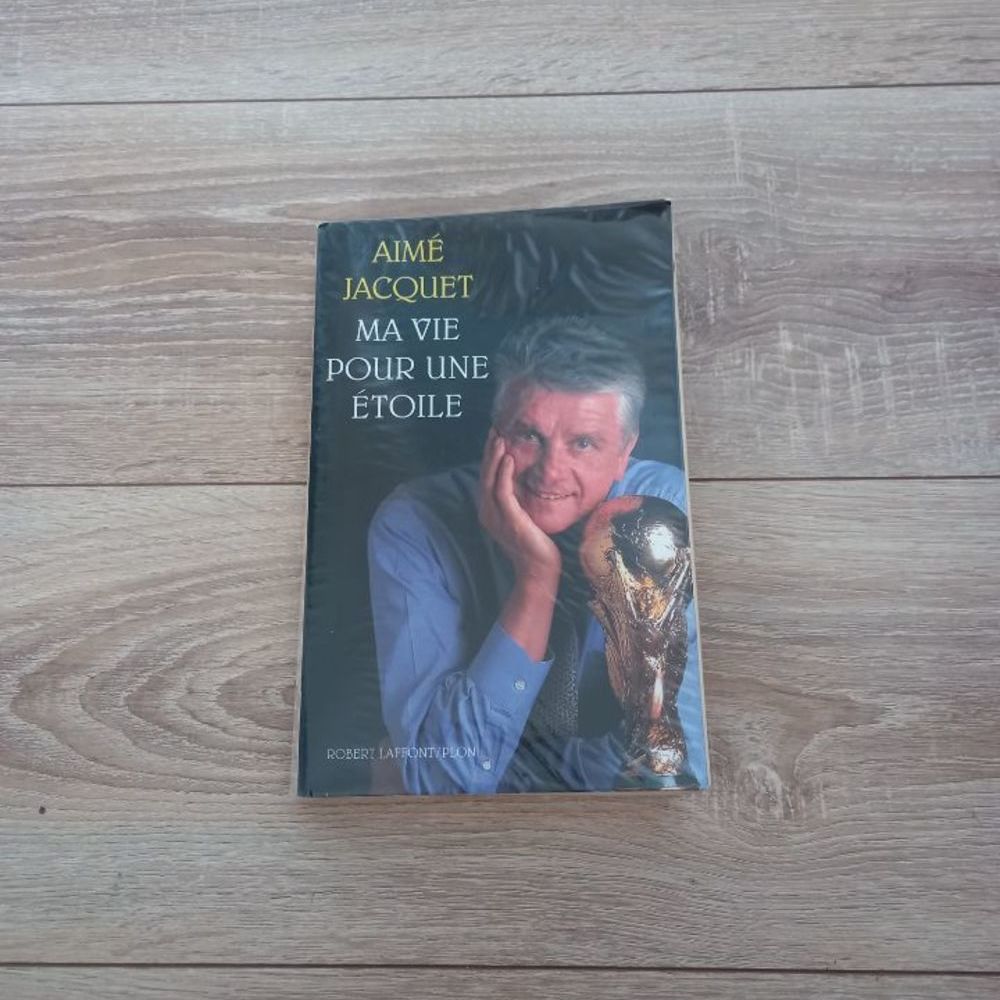 AIMÉ
JACQUET
MA VIE
POUR UNE
ÉTOILE
ROBERT LAFFONT/PLON